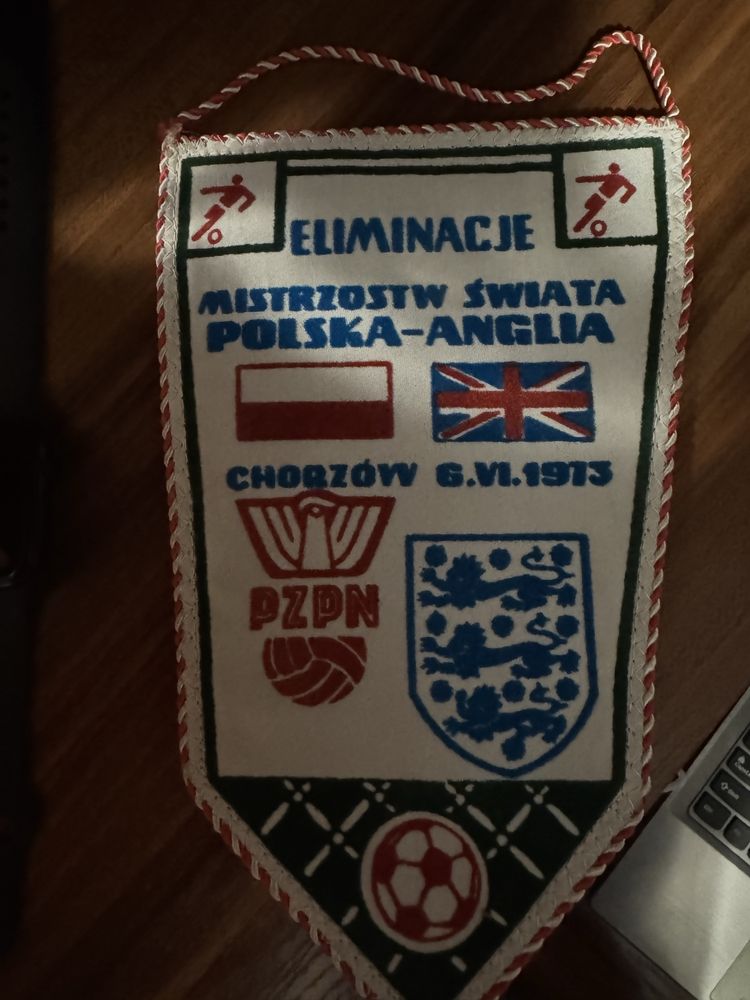 ELIMINACJE
MISTRZOSTW ŚWIATA
POLSKA-ANGLIA
CHORZÓW 6.VI.1973
PZPN